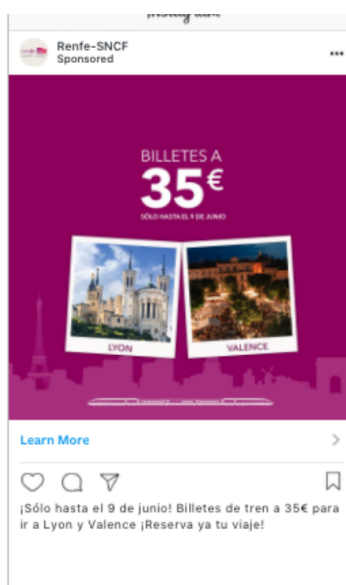 Renfe-SNCF
Sponsored
BILLETES A
35€
SÓLO HASTA EL 9 DE JUNIO
LYON
VALENCE
Learn More
¡Sólo hasta el 9 de junio! Billetes de tren a 35€ para
ir a Lyon y Valence ¡Reserva ya tu viaje!